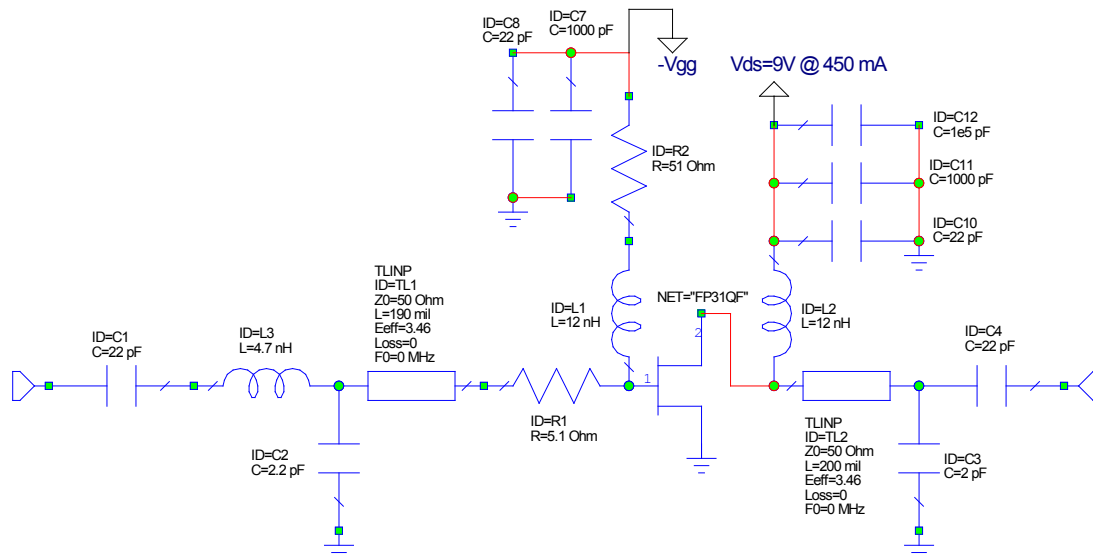 ID=C8
C=22 pF
ID=C7
C=1000 pF
-Vgg
Vds=9V @ 450 mA
ID=C12
C=1e5 pF
ID=R2
R=51 Ohm
ID=C11
C=1000 pF
ID=C10
C=22 pF
TLINP
ID=TL1
Z0=50 Ohm
L=190 mil
Eeff=3.46
Loss=0
F0=0 MHz
ID=L1
L=12 nH
NET="FP31QF"
ID=L2
L=12 nH
ID=C1
C=22 pF
ID=L3
L=4.7 nH
ID=C4
C=22 pF
2
1
ID=R1
R=5.1 Ohm
ID=C2
C=2.2 pF
TLINP
ID=TL2
Z0=50 Ohm
L=200 mil
Eeff=3.46
Loss=0
F0=0 MHz
ID=C3
C=2 pF